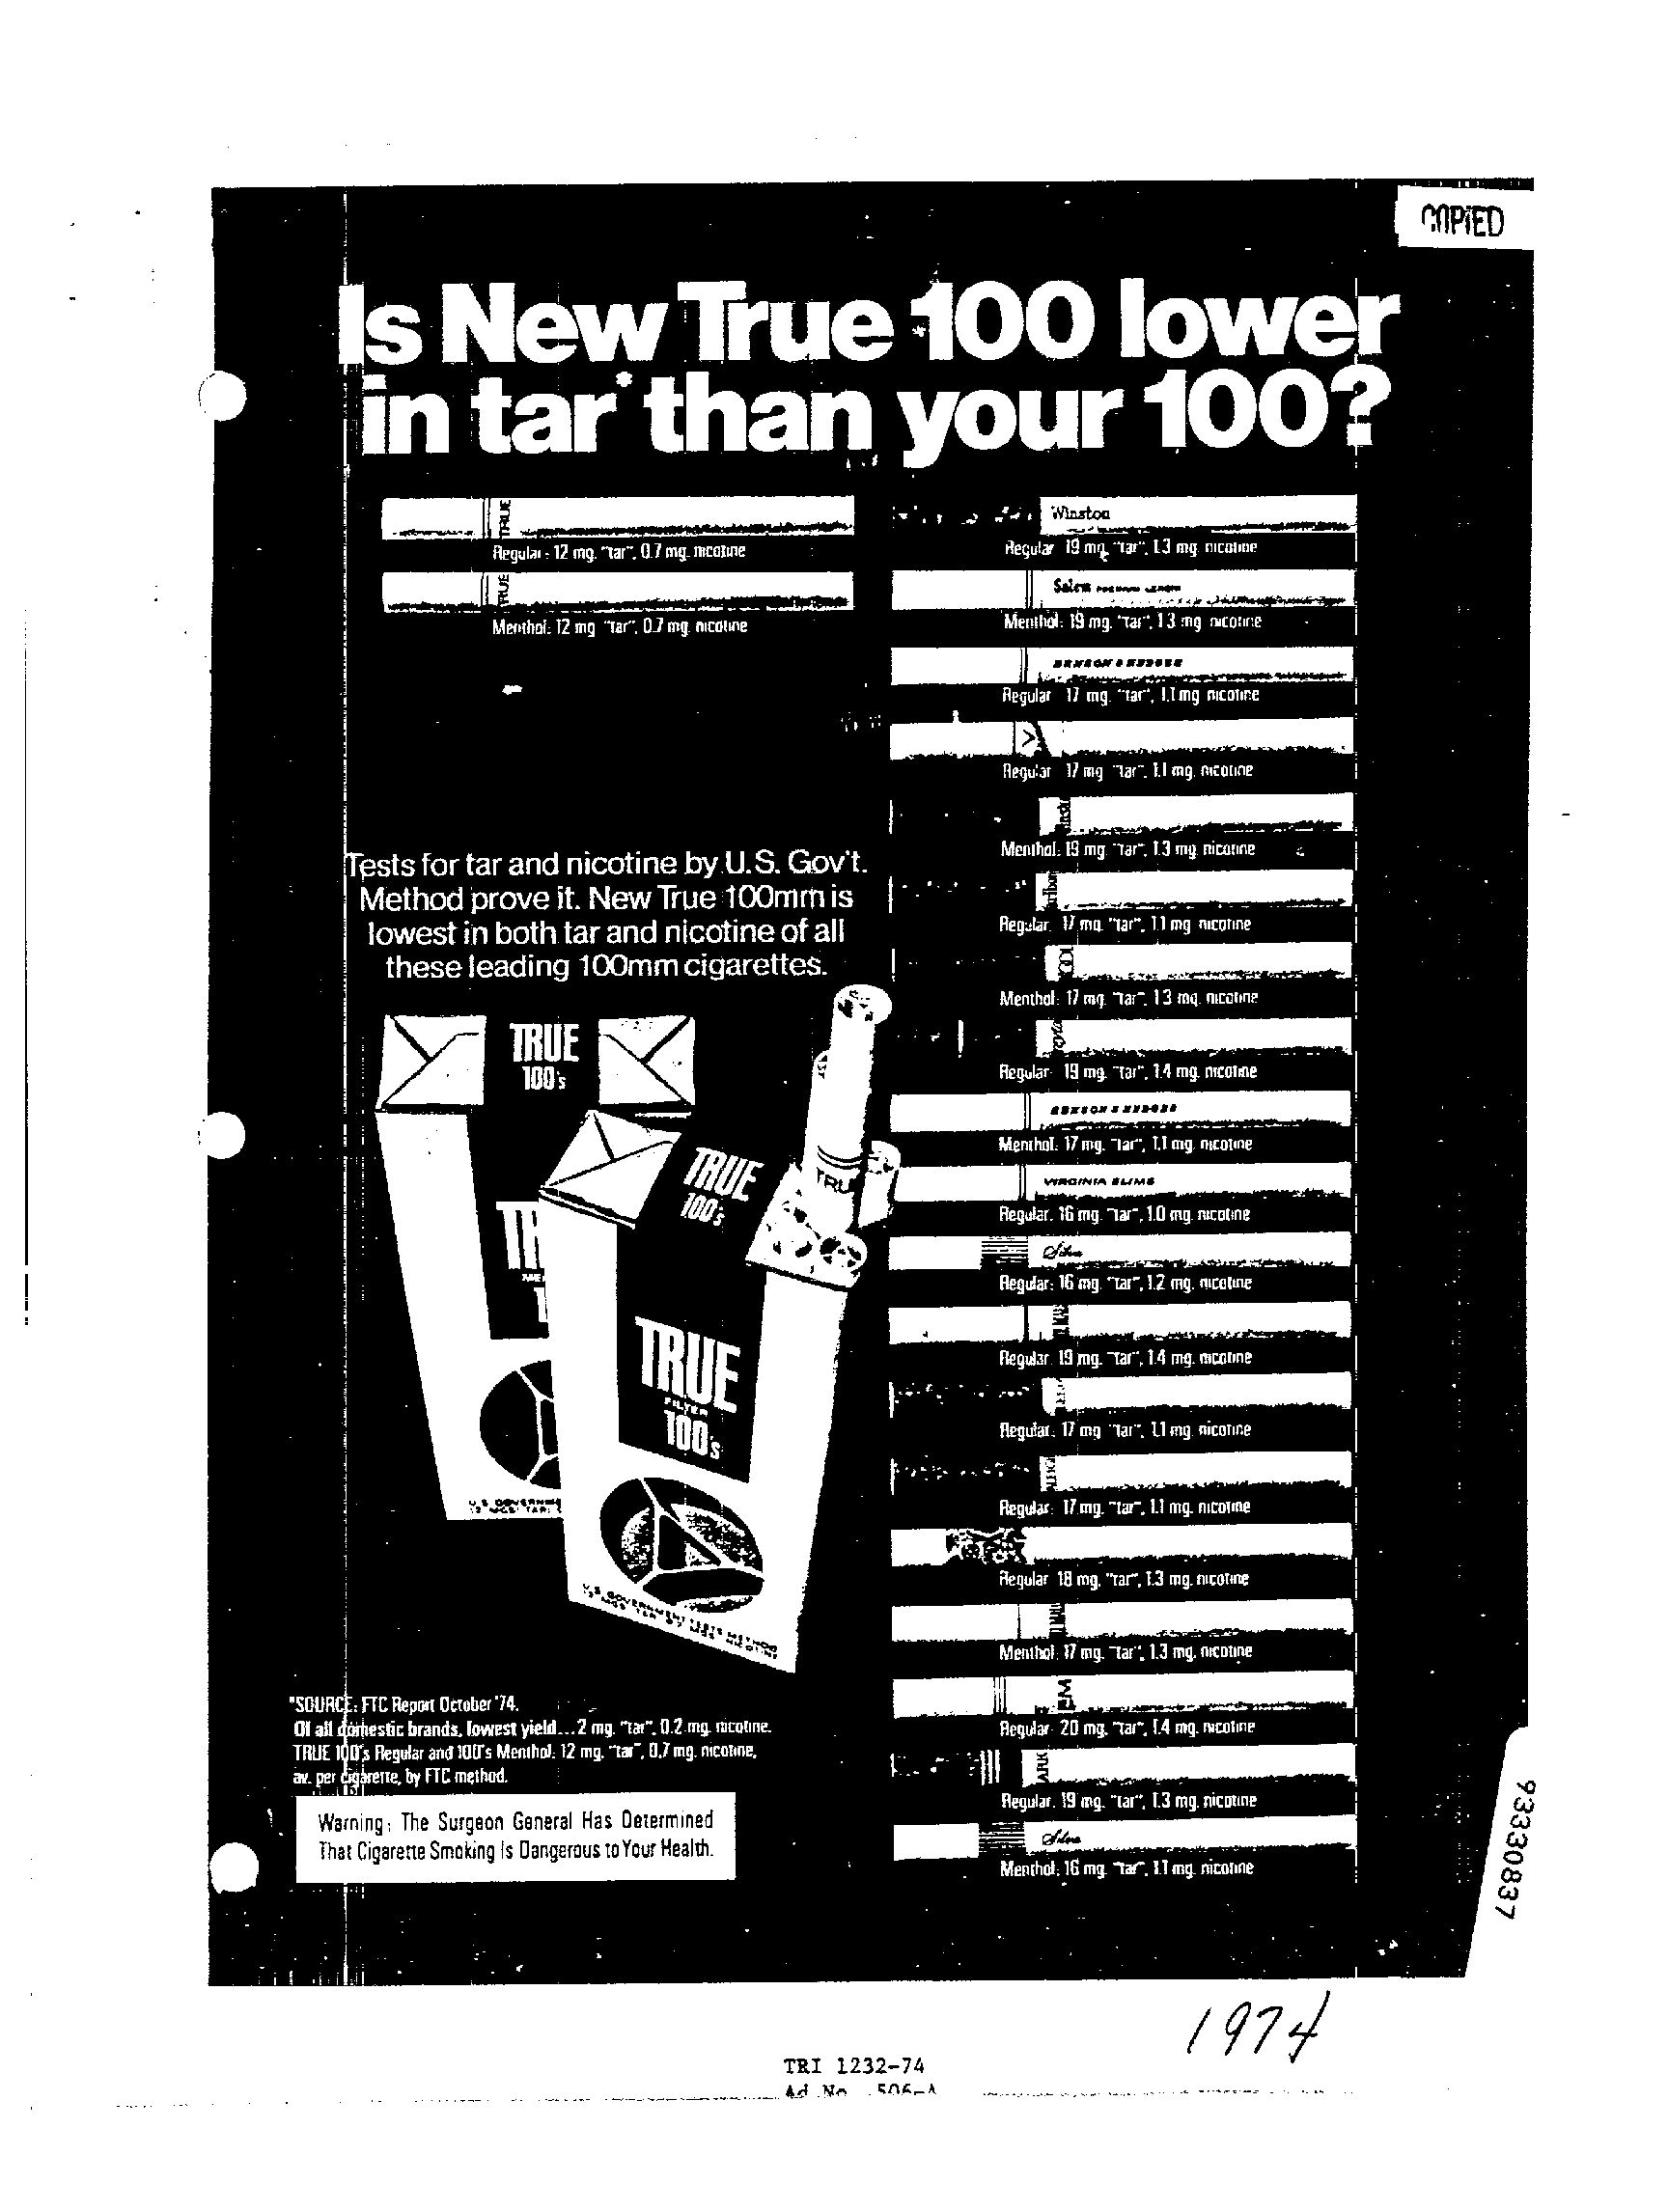 COPIED
Is New True 100 lower
in tar* than your 100?
TRUE
Regular: 12 mg. "tar", 0.7 mg. nicotine
TRUE
Menthol: 12 mg. "tar", 0.7 mg. nicotine
Tests for tar and nicotine by U.S. Gov't.
Method prove it. New True 100mm is
lowest in both tar and nicotine of all
these leading 100mm cigarettes.
TRUE
100's
TRUE
100's
TRUE
FILTER
100's
U.S. GOVERNMENT TESTS METHOD
*SOURCE: FTC Report October '74.
Of all domestic brands, lowest yield...2 mg. "tar", 0.2 mg. nicotine.
TRUE 100's Regular and 100's Menthol: 12 mg. "tar", 0.7 mg. nicotine,
av. per cigarette, by FTC method.
Warning: The Surgeon General Has Determined
That Cigarette Smoking Is Dangerous to Your Health.
Winston
Regular: 19 mg. "tar", 1.3 mg. nicotine
Salem
Menthol: 19 mg. "tar", 1.3 mg. nicotine
BENSON & HEDGES
Regular: 17 mg. "tar", 1.1 mg. nicotine
Regular: 17 mg. "tar", 1.1 mg. nicotine
Menthol: 19 mg. "tar", 1.3 mg. nicotine
Regular: 17 mg. "tar", 1.1 mg. nicotine
Menthol: 17 mg. "tar", 1.3 mg. nicotine
Regular: 19 mg. "tar", 1.4 mg. nicotine
BENSON & HEDGES
Menthol: 17 mg. "tar", 1.1 mg. nicotine
VIRGINIA SLIMS
Regular: 16 mg. "tar", 1.0 mg. nicotine
Silva
Regular: 16 mg. "tar", 1.2 mg. nicotine
Regular: 19 mg. "tar", 1.4 mg. nicotine
Regular: 17 mg. "tar", 1.1 mg. nicotine
Regular: 17 mg. "tar", 1.1 mg. nicotine
Regular: 18 mg. "tar", 1.3 mg. nicotine
Menthol: 17 mg. "tar", 1.3 mg. nicotine
Regular: 20 mg. "tar", 1.4 mg. nicotine
ARK
Regular: 19 mg. "tar", 1.3 mg. nicotine
Silva
Menthol: 16 mg. "tar", 1.1 mg. nicotine
93330837
1974
TRI 1232-74
Ad No. 506-A